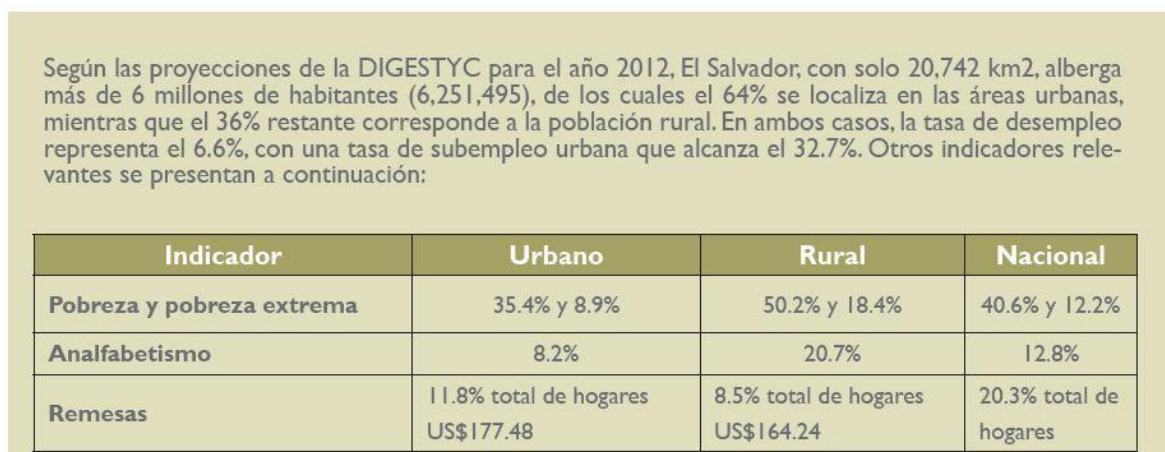 Según las proyecciones de la DIGESTYC para el año 2012, El Salvador, con solo 20,742 km2, alberga
más de 6 millones de habitantes (6,251,495), de los cuales el 64% se localiza en las áreas urbanas,
mientras que el 36% restante corresponde a la población rural. En ambos casos, la tasa de desempleo
representa el 6.6%, con una tasa de subempleo urbana que alcanza el 32.7%. Otros indicadores rele-
vantes se presentan a continuación:
Indicador Urbano Rural Nacional
Pobreza y pobreza extrema 35.4% y 8.9% 50.2% y 18.4% 40.6% y 12.2%
Analfabetismo 8.2% 20.7% 12.8%
Remesas 11.8% total de hogares US$177.48 8.5% total de hogares US$164.24 20.3% total de hogares